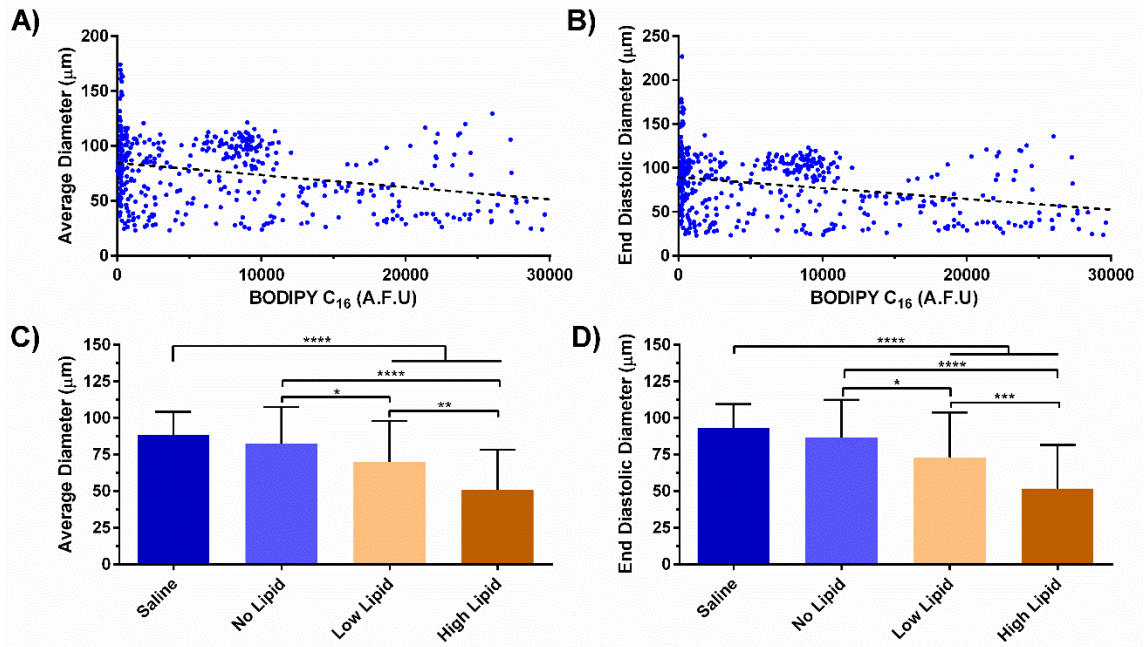 A)
Average Diameter (µm)
200
150
100
50
0
0 10000 20000 30000
BODIPY C₁₆ (A.F.U)
B)
End Diastolic Diameter (µm)
250
200
150
100
50
0
0 10000 20000 30000
BODIPY C₁₆ (A.F.U)
C)
Average Diameter (µm)
150
125
100
75
50
25
0
****
****
*
**
Saline
No Lipid
Low Lipid
High Lipid
D)
End Diastolic Diameter (µm)
150
125
100
75
50
25
0
****
****
*
***
Saline
No Lipid
Low Lipid
High Lipid